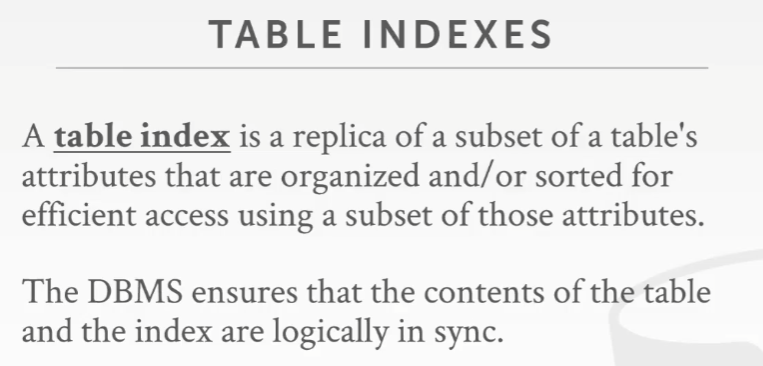 TABLE INDEXES
A table index is a replica of a subset of a table's
attributes that are organized and/or sorted for
efficient access using a subset of those attributes.
The DBMS ensures that the contents of the table
and the index are logically in sync.